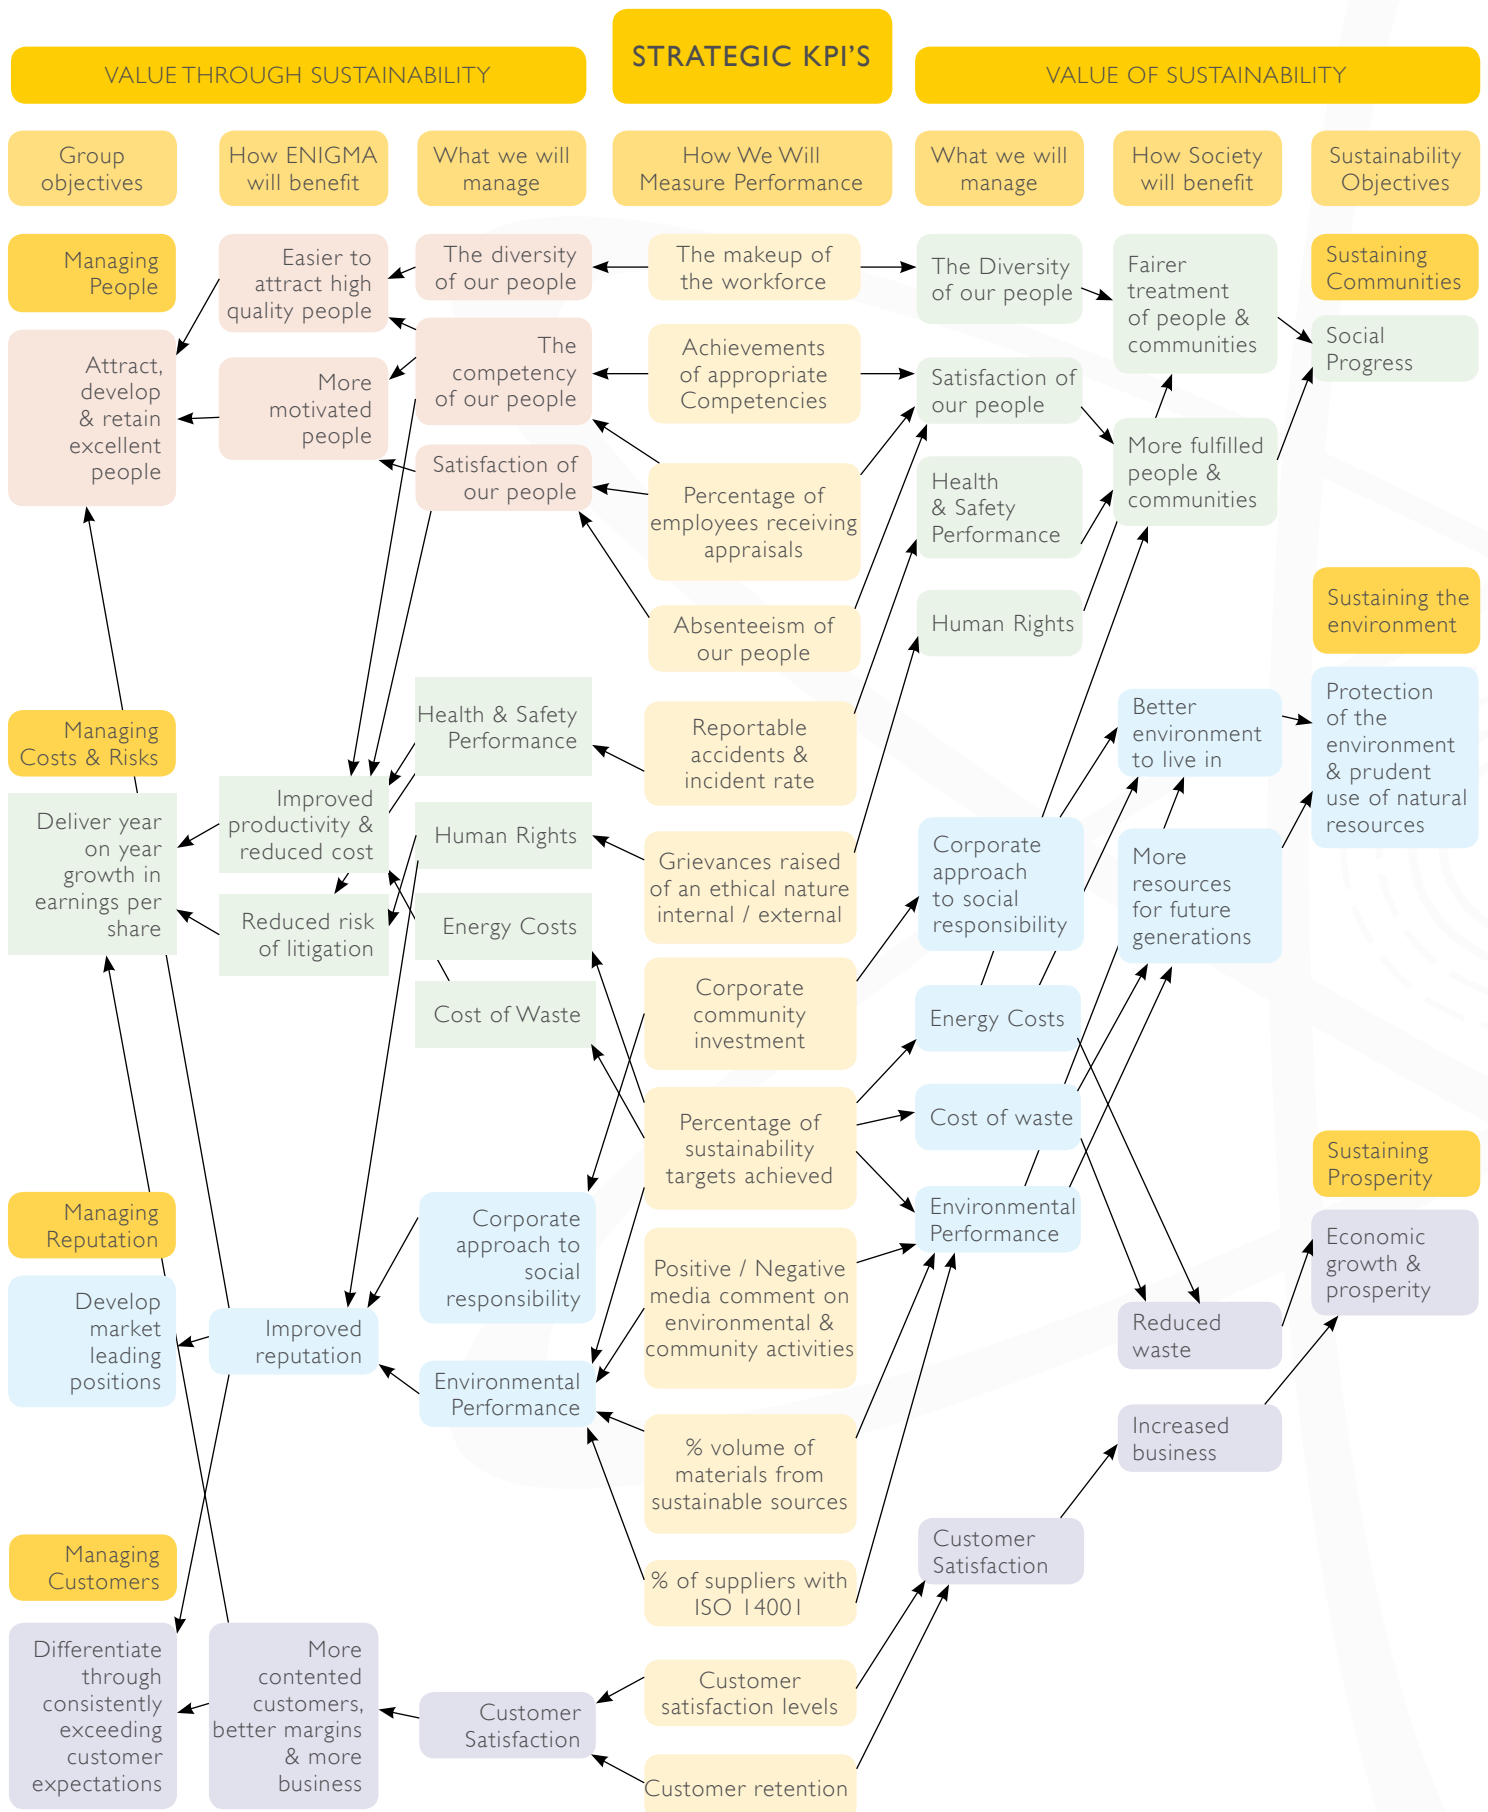 STRATEGIC KPI'S
VALUE THROUGH SUSTAINABILITY
VALUE OF SUSTAINABILITY
Group
objectives
How ENIGMA
will benefit
What we will
manage
How We Will
Measure Performance
What we will
manage
How Society
will benefit
Sustainability
Objectives
Managing
People
Attract,
develop
& retain
excellent
people
Managing
Costs & Risks
Deliver year
on year
growth in
earnings per
share
Managing
Reputation
Develop
market
leading
positions
Managing
Customers
Differentiate
through
consistently
exceeding
customer
expectations
Easier to
attract high
quality people
More
motivated
people
Improved
productivity &
reduced cost
Reduced risk
of litigation
Improved
reputation
More
contented
customers,
better margins
& more
business
The diversity
of our people
The
competency
of our people
Satisfaction of
our people
Health & Safety
Performance
Human Rights
Energy Costs
Cost of Waste
Corporate
approach to
social
responsibility
Environmental
Performance
Customer
Satisfaction
The makeup of
the workforce
Achievements
of appropriate
Competencies
Percentage of
employees receiving
appraisals
Absenteeism of
our people
Reportable
accidents &
incident rate
Grievances raised
of an ethical nature
internal / external
Corporate
community
investment
Percentage of
sustainability
targets achieved
Positive / Negative
media comment on
environmental &
community activities
% volume of
materials from
sustainable sources
% of suppliers with
ISO 14001
Customer
satisfaction levels
Customer retention
The Diversity
of our people
Satisfaction of
our people
Health
& Safety
Performance
Human Rights
Corporate
approach
to social
responsibility
Energy Costs
Cost of waste
Environmental
Performance
Customer
Satisfaction
Fairer
treatment
of people &
communities
More fulfilled
people &
communities
Better
environment
to live in
More
resources
for future
generations
Reduced
waste
Increased
business
Sustaining
Communities
Social
Progress
Sustaining the
environment
Protection
of the
environment
& prudent
use of natural
resources
Sustaining
Prosperity
Economic
growth &
prosperity